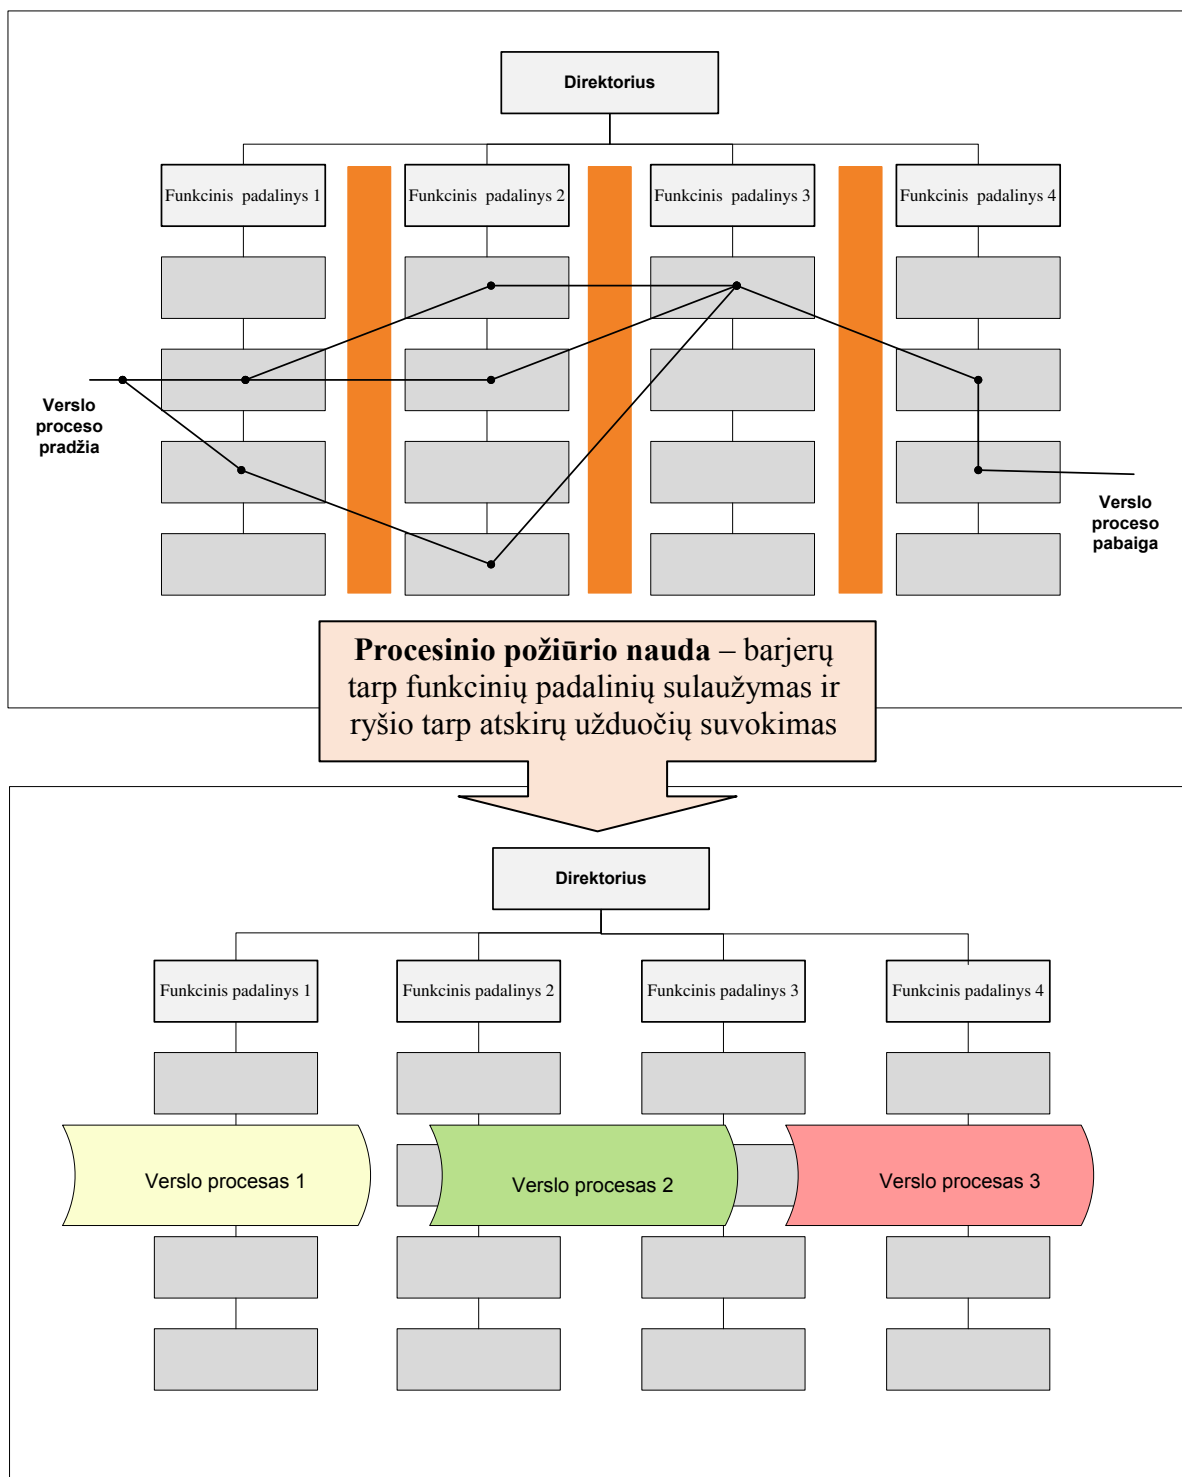 Direktorius
Funkcinis padalinys 1
Funkcinis padalinys 2
Funkcinis padalinys 3
Funkcinis padalinys 4
Verslo
proceso
pradžia
Verslo
proceso
pabaiga
Procesinio požiūrio nauda – barjerų
tarp funkcinių padalinių sulaužymas ir
ryšio tarp atskirų užduočių suvokimas
Direktorius
Funkcinis padalinys 1
Funkcinis padalinys 2
Funkcinis padalinys 3
Funkcinis padalinys 4
Verslo procesas 1
Verslo procesas 2
Verslo procesas 3